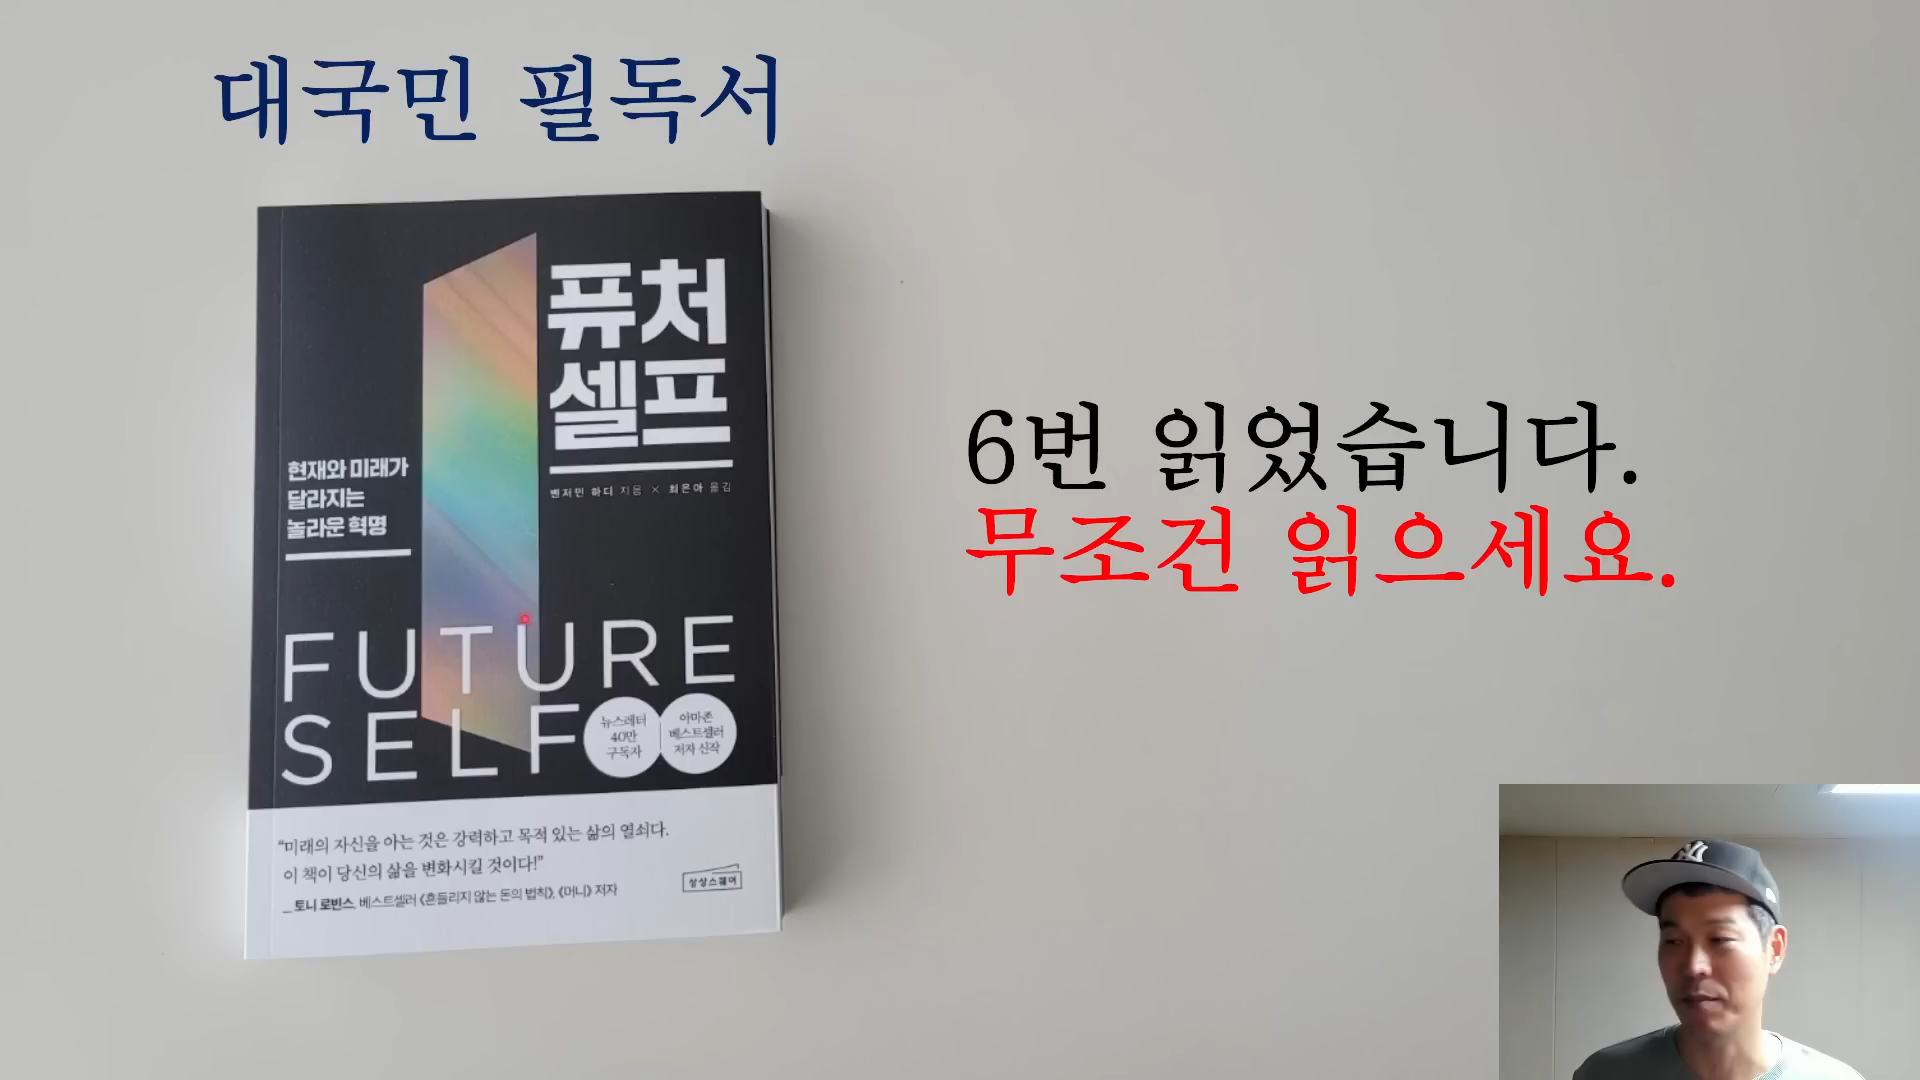 대국민 필독서
퓨처
셀프
벤저민 하디 지음 × 최은아 옮김
현재와 미래가
달라지는
놀라운 혁명
FUTURE
SELF
뉴스레터
40만
구독자
아마존
베스트셀러
저자 신작
“미래의 자신을 아는 것은 강력하고 목적 있는 삶의 열쇠다.
이 책이 당신의 삶을 변화시킬 것이다!”
_토니 로빈스, 베스트셀러 《흔들리지 않는 돈의 법칙》, 《머니》 저자
상상스퀘어
6번 읽었습니다.
무조건 읽으세요.
NY